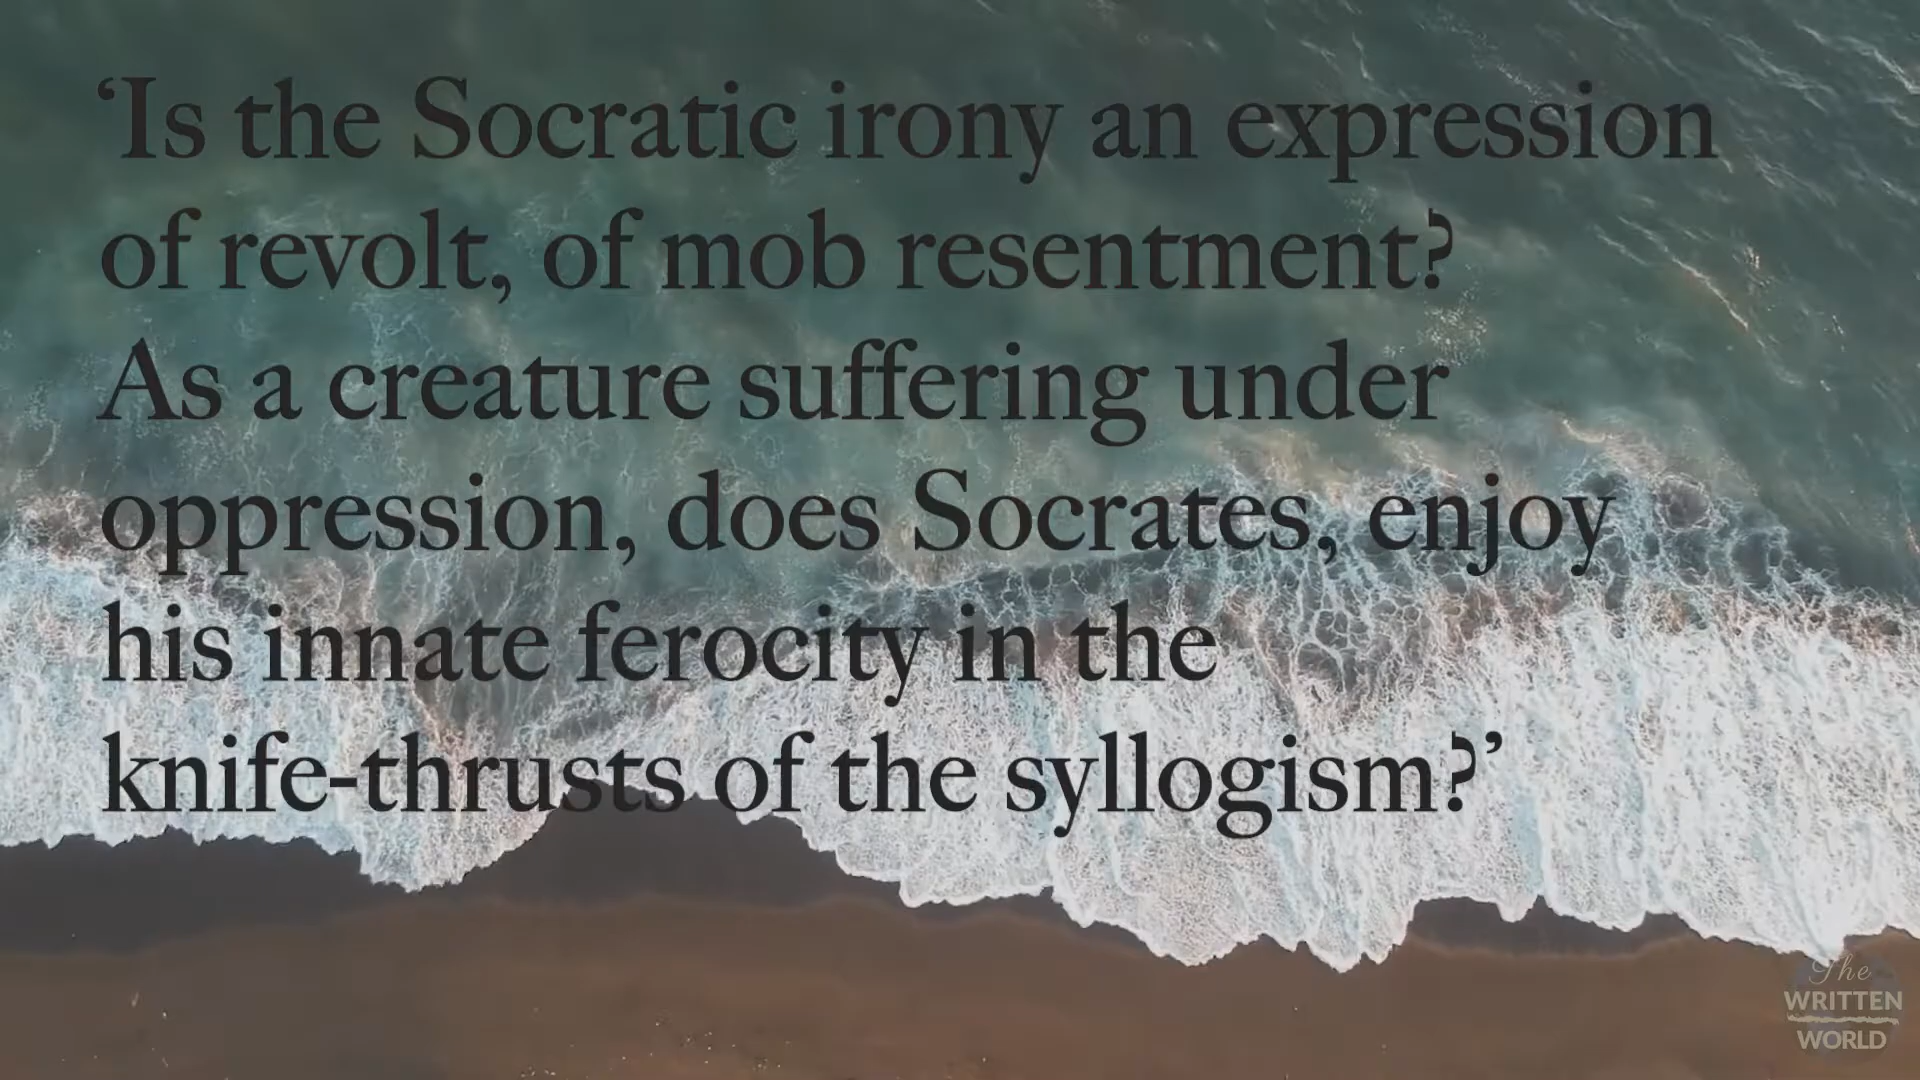 ‘Is the Socratic irony an expression
of revolt, of mob resentment?
As a creature suffering under
oppression, does Socrates, enjoy
his innate ferocity in the
knife-thrusts of the syllogism?’
The
WRITTEN
WORLD